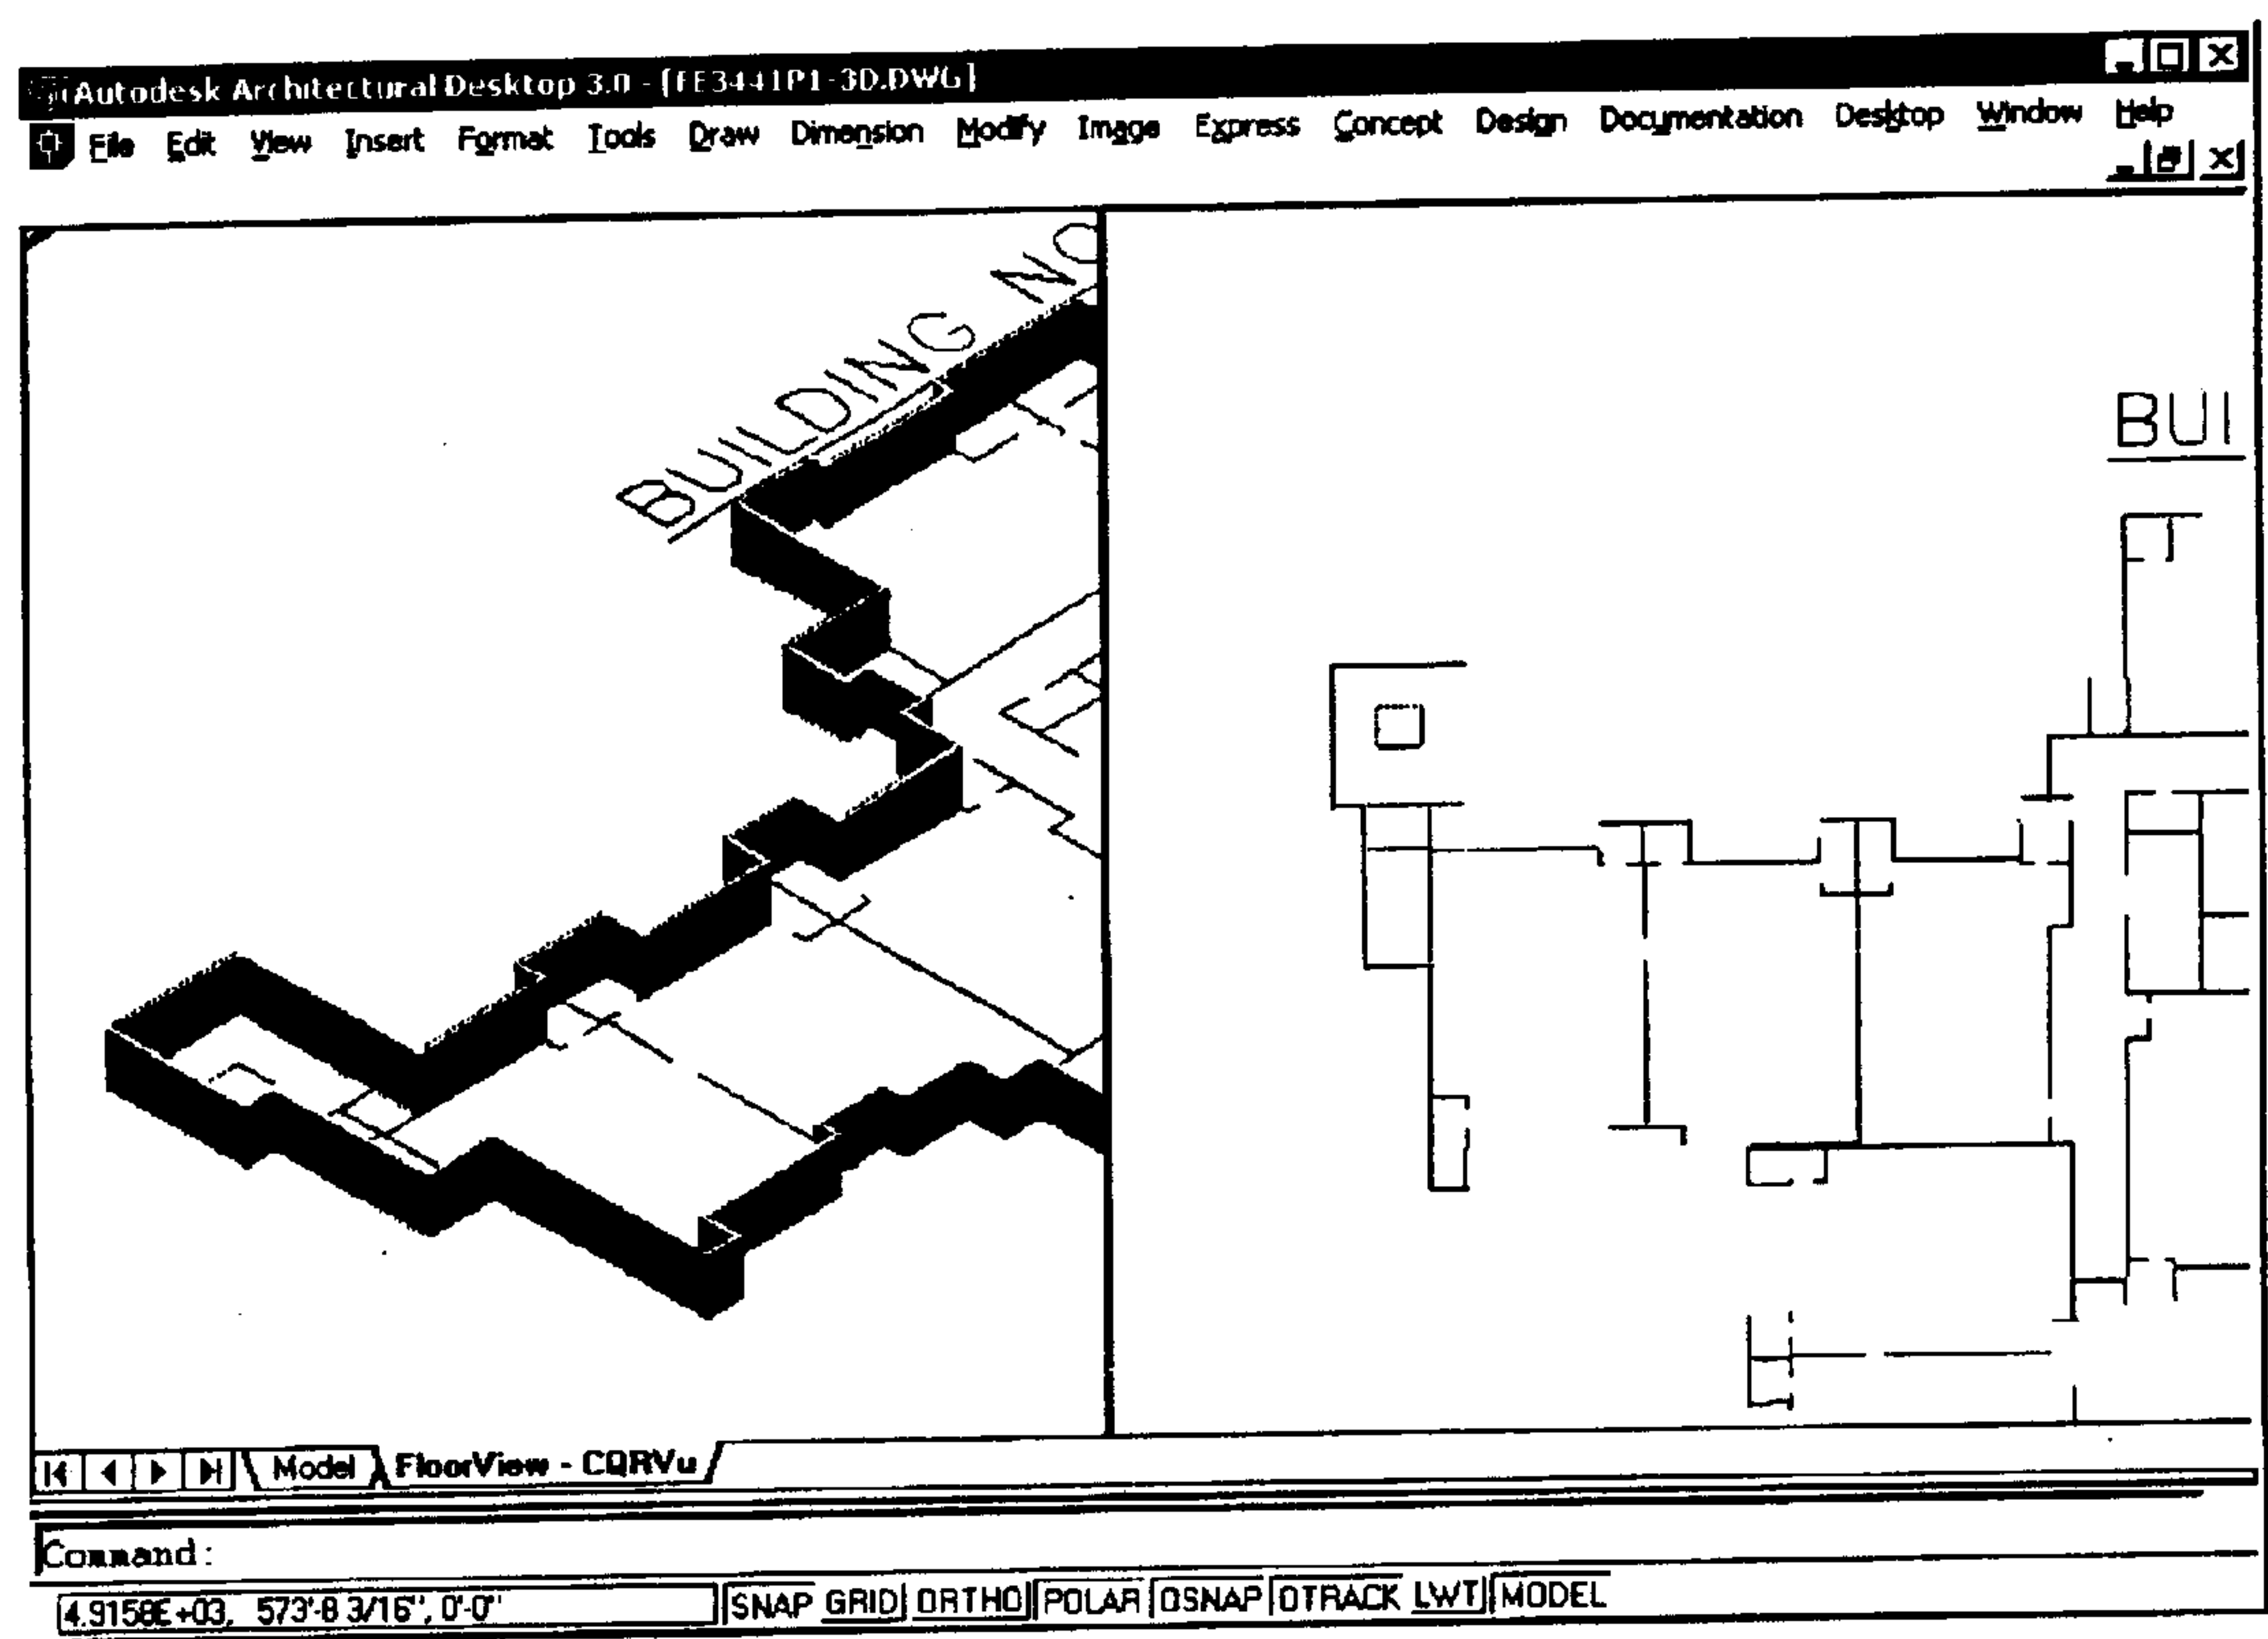 Autodesk Architectural Desktop 3.0 - [FE3441P1-3D.DWG]
File Edit View Insert Format Tools Draw Dimension Modify Image Express Concept Design Documentation Desktop Window Help
BUILDING NO
BUI
Model FloorView - CQRVu
Command:
4.9158E+03, 573'-8 3/16", 0'-0" SNAP GRID ORTHO POLAR OSNAP OTRACK LWT MODEL